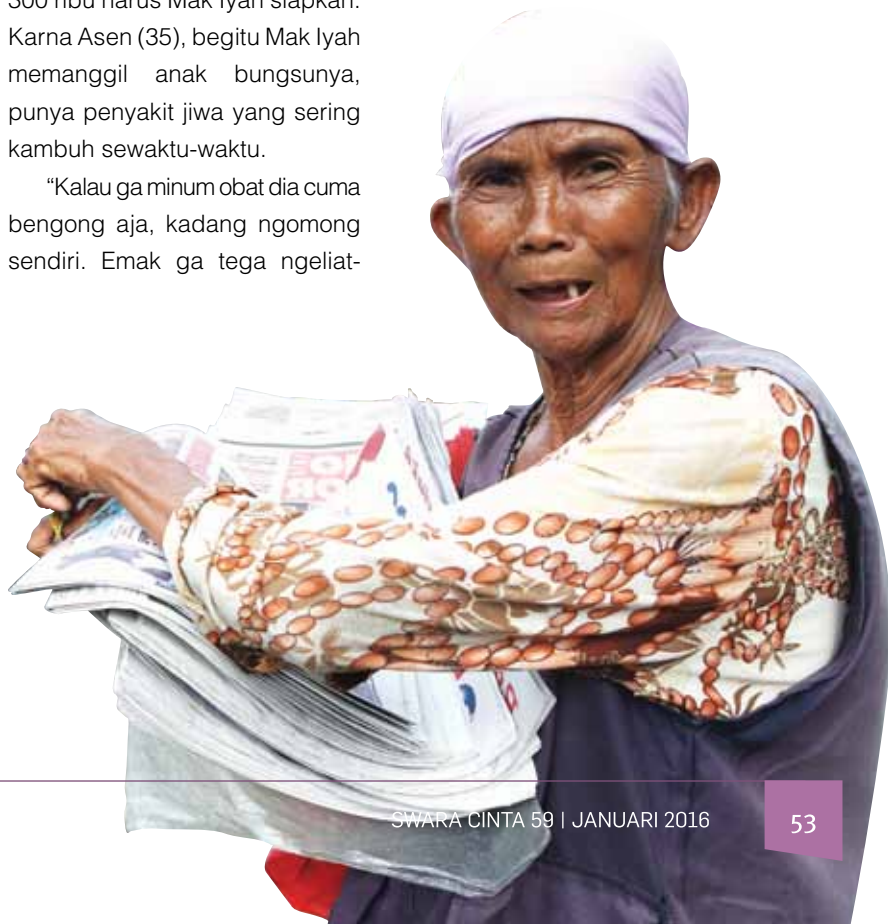 300 ribu harus Mak Iyah siapkan.
Karna Asen (35), begitu Mak Iyah
memanggil anak bungsunya,
punya penyakit jiwa yang sering
kambuh sewaktu-waktu.
“Kalau ga minum obat dia cuma
bengong aja, kadang ngomong
sendiri. Emak ga tega ngeliat-
SWARA CINTA 59 | JANUARI 2016
53